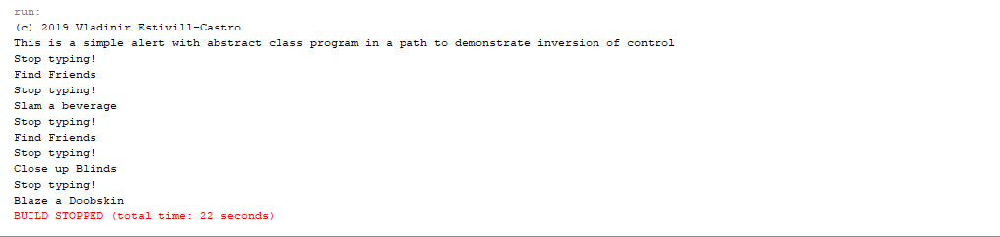 run:
(c) 2019 Vladinir Estivill-Castro
This is a simple alert with abstract class program in a path to demonstrate inversion of control
Stop typing!
Find Friends
Stop typing!
Slam a beverage
Stop typing!
Find Friends
Stop typing!
Close up Blinds
Stop typing!
Blaze a Doobskin
BUILD STOPPED (total time: 22 seconds)